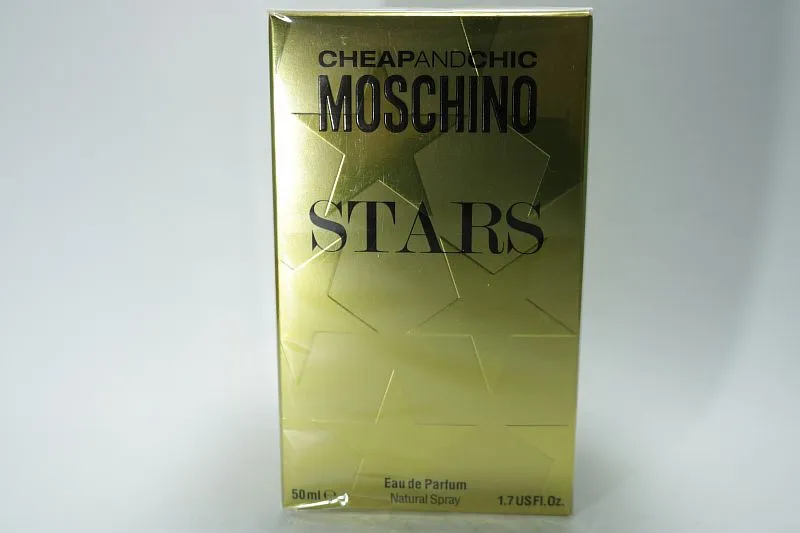 CHEAPANDCHIC
MOSCHINO
STARS
Eau de Parfum
50ml ℮ Natural Spray 1.7 US Fl. Oz.